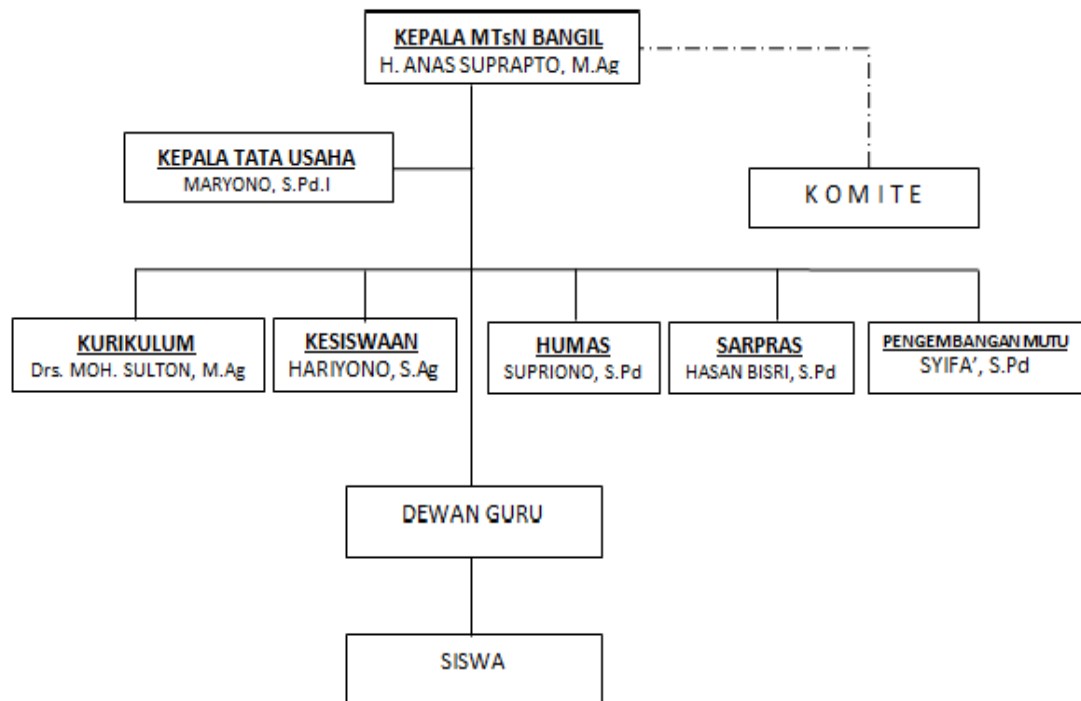 KEPALA MTsN BANGIL
H. ANAS SUPRAPTO, M.Ag
KEPALA TATA USAHA
MARYONO, S.Pd.I
K O M I T E
KURIKULUM
Drs. MOH. SULTON, M.Ag
KESISWAAN
HARIYONO, S.Ag
HUMAS
SUPRIONO, S.Pd
SARPRAS
HASAN BISRI, S.Pd
PENGEMBANGAN MUTU
SYIFA’, S.Pd
DEWAN GURU
SISWA